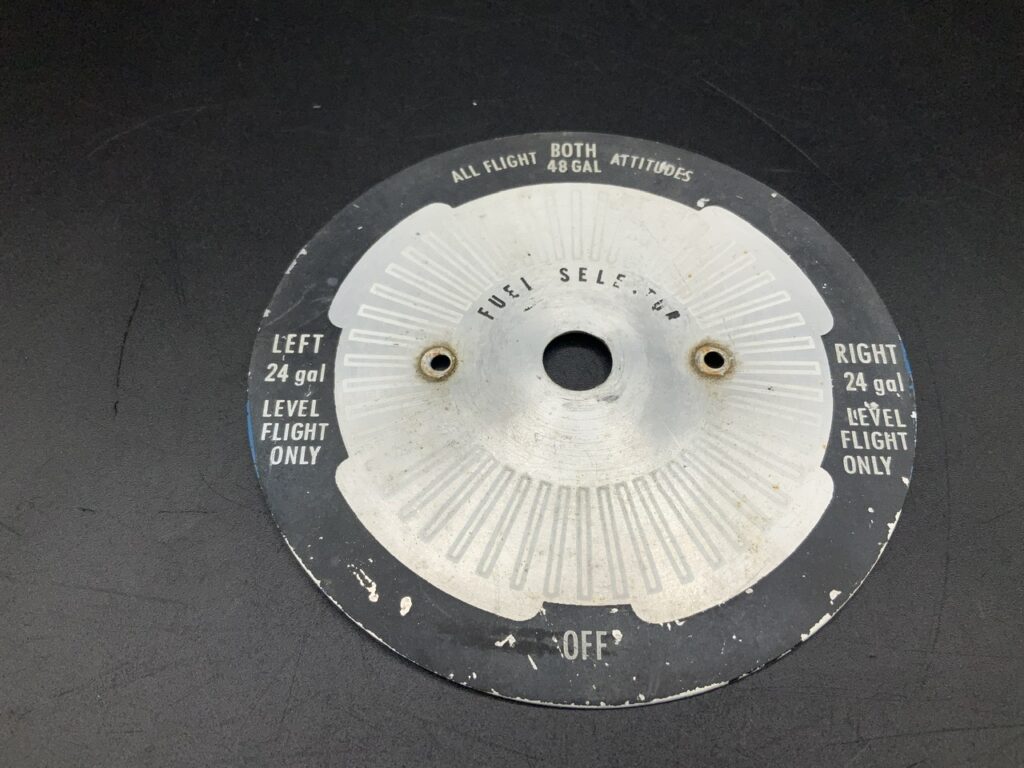 BOTH
ALL FLIGHT 48 GAL ATTITUDES
FUEL SELECTOR
LEFT
24 gal
LEVEL
FLIGHT
ONLY
RIGHT
24 gal
LEVEL
FLIGHT
ONLY
OFF